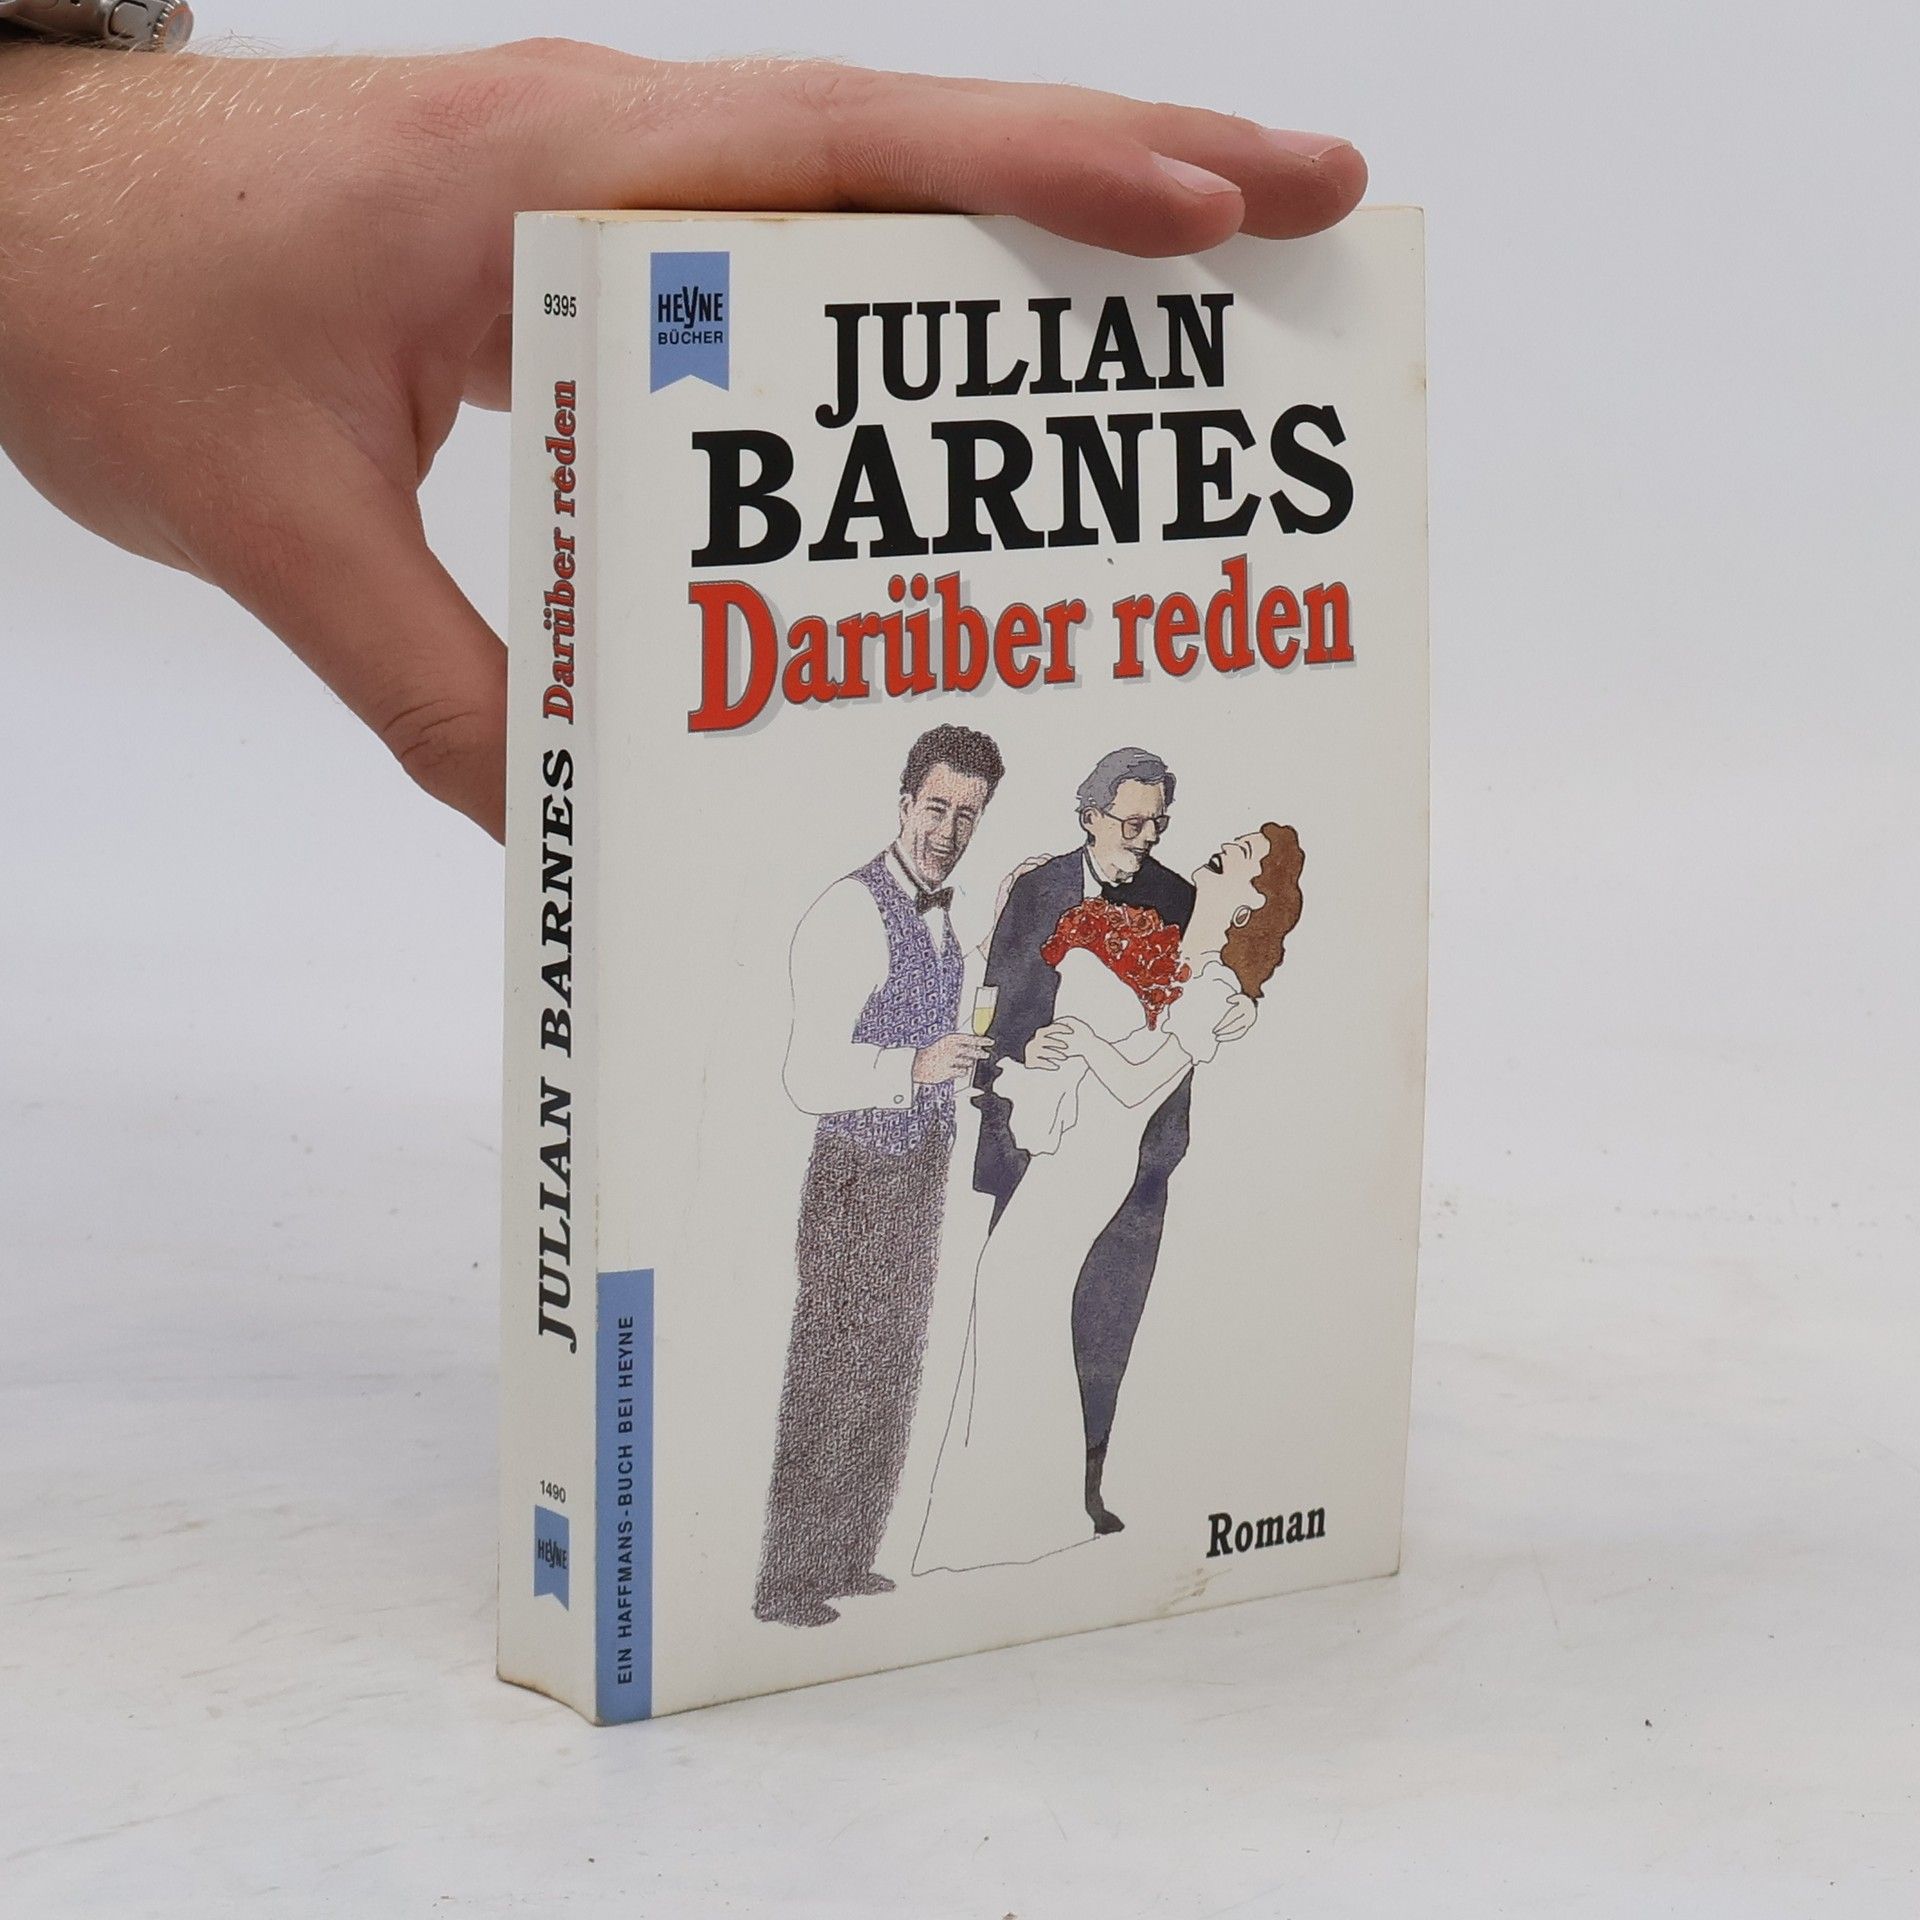 9395
JULIAN BARNES Darüber reden
1490
HEYNE
HEYNE
BÜCHER
JULIAN
BARNES
Darüber reden
EIN HAFFMANS-BUCH BEI HEYNE
Roman